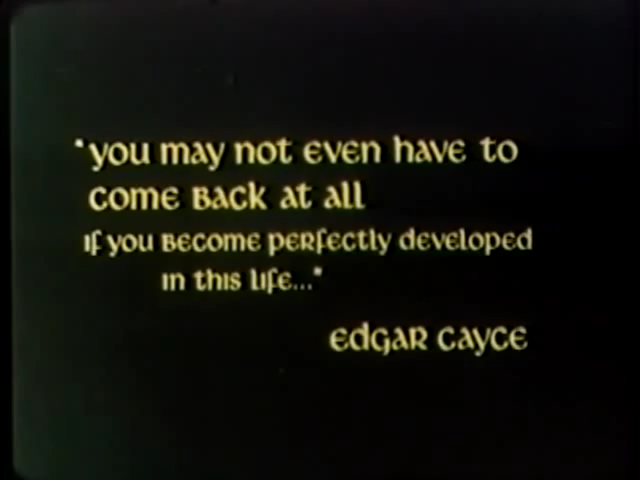 "you may not even have to
come back at all
if you become perfectly developed
in this life..."
Edgar Cayce